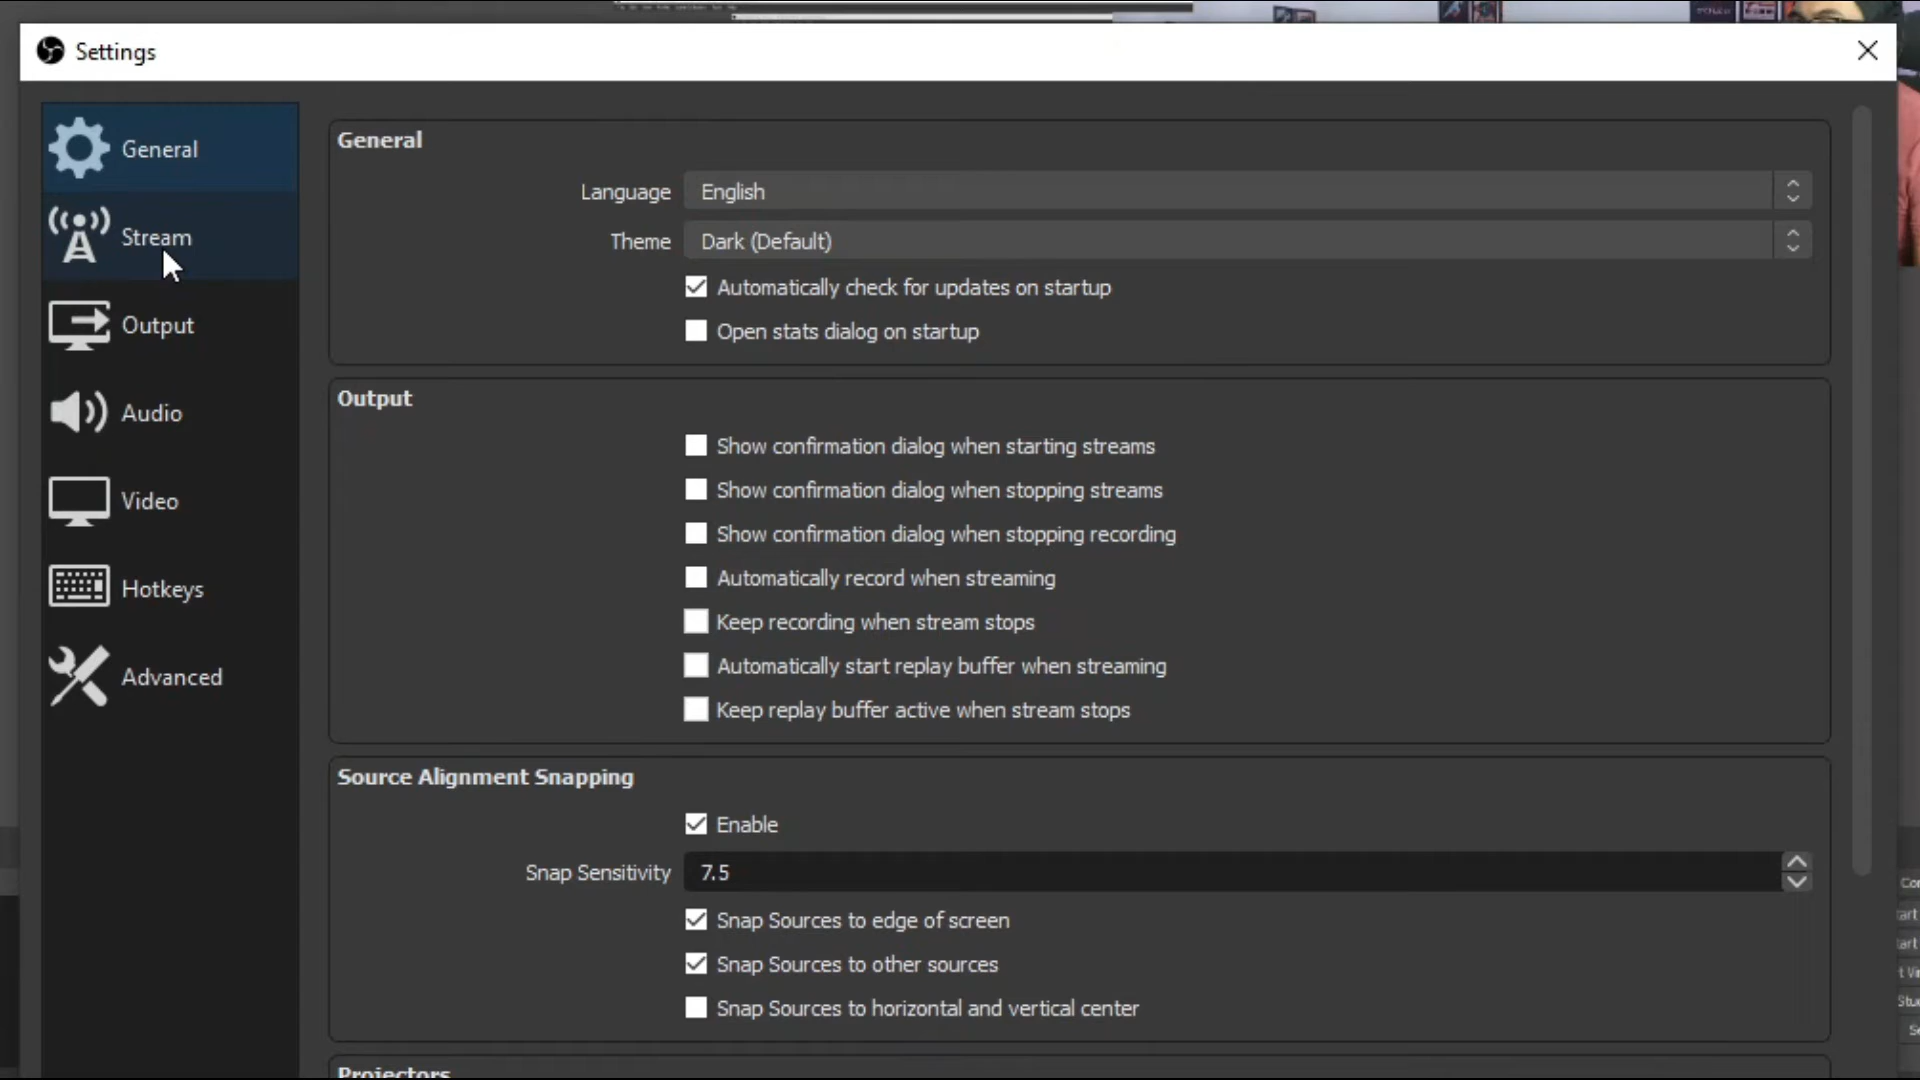 Settings
General
Stream
Output
Audio
Video
Hotkeys
Advanced
General
Language English
Theme Dark (Default)
Automatically check for updates on startup
Open stats dialog on startup
Output
Show confirmation dialog when starting streams
Show confirmation dialog when stopping streams
Show confirmation dialog when stopping recording
Automatically record when streaming
Keep recording when stream stops
Automatically start replay buffer when streaming
Keep replay buffer active when stream stops
Source Alignment Snapping
Enable
Snap Sensitivity 7.5
Snap Sources to edge of screen
Snap Sources to other sources
Snap Sources to horizontal and vertical center
Projectors